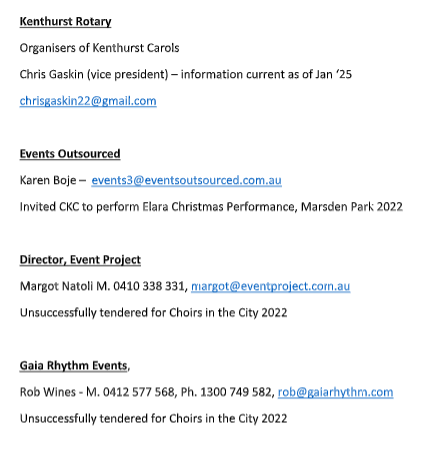 Kenthurst Rotary
Organisers of Kenthurst Carols
Chris Gaskin (vice president) – information current as of Jan ‘25
chrisgaskin22@gmail.com
Events Outsourced
Karen Boje – events3@eventsoutsourced.com.au
Invited CKC to perform Elara Christmas Performance, Marsden Park 2022
Director, Event Project
Margot Natoli M. 0410 338 331, margot@eventproject.com.au
Unsuccessfully tendered for Choirs in the City 2022
Gaia Rhythm Events,
Rob Wines - M. 0412 577 568, Ph. 1300 749 582, rob@gaiarhythm.com
Unsuccessfully tendered for Choirs in the City 2022